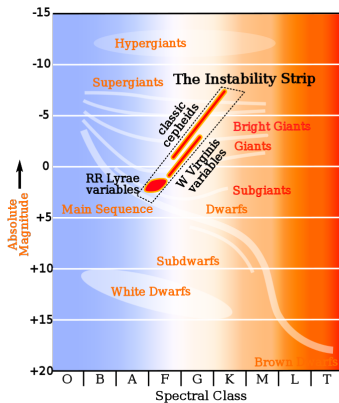 -15
Hypergiants
-10
Supergiants
The Instability Strip
classic
cepheids
-5
Bright Giants
Giants
W Virginis
variables
0
RR Lyrae
variables
Subgiants
Absolute
Magnitude
Main Sequence
Dwarfs
+5
Subdwarfs
+10
White Dwarfs
+15
Brown Dwarfs
+20
O B A F G K M L T
Spectral Class